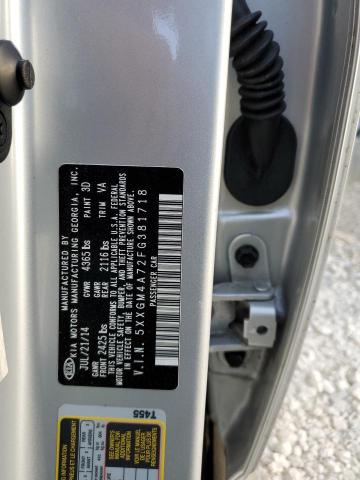 MANUFACTURED BY
KIA MOTORS MANUFACTURING GEORGIA, INC.
JUL/21/14 GVWR 4365 lbs PAINT 3D
GAWR FRONT 2425 lbs GAWR REAR 2116 lbs TRIM VA
THIS VEHICLE CONFORMS TO ALL APPLICABLE U.S.A. FEDERAL
MOTOR VEHICLE SAFETY, BUMPER, AND THEFT PREVENTION STANDARDS
IN EFFECT ON THE DATE OF MANUFACTURE SHOWN ABOVE.
V.I.N. 5XXGN4A72FG381718
PASSENGER CAR
T455